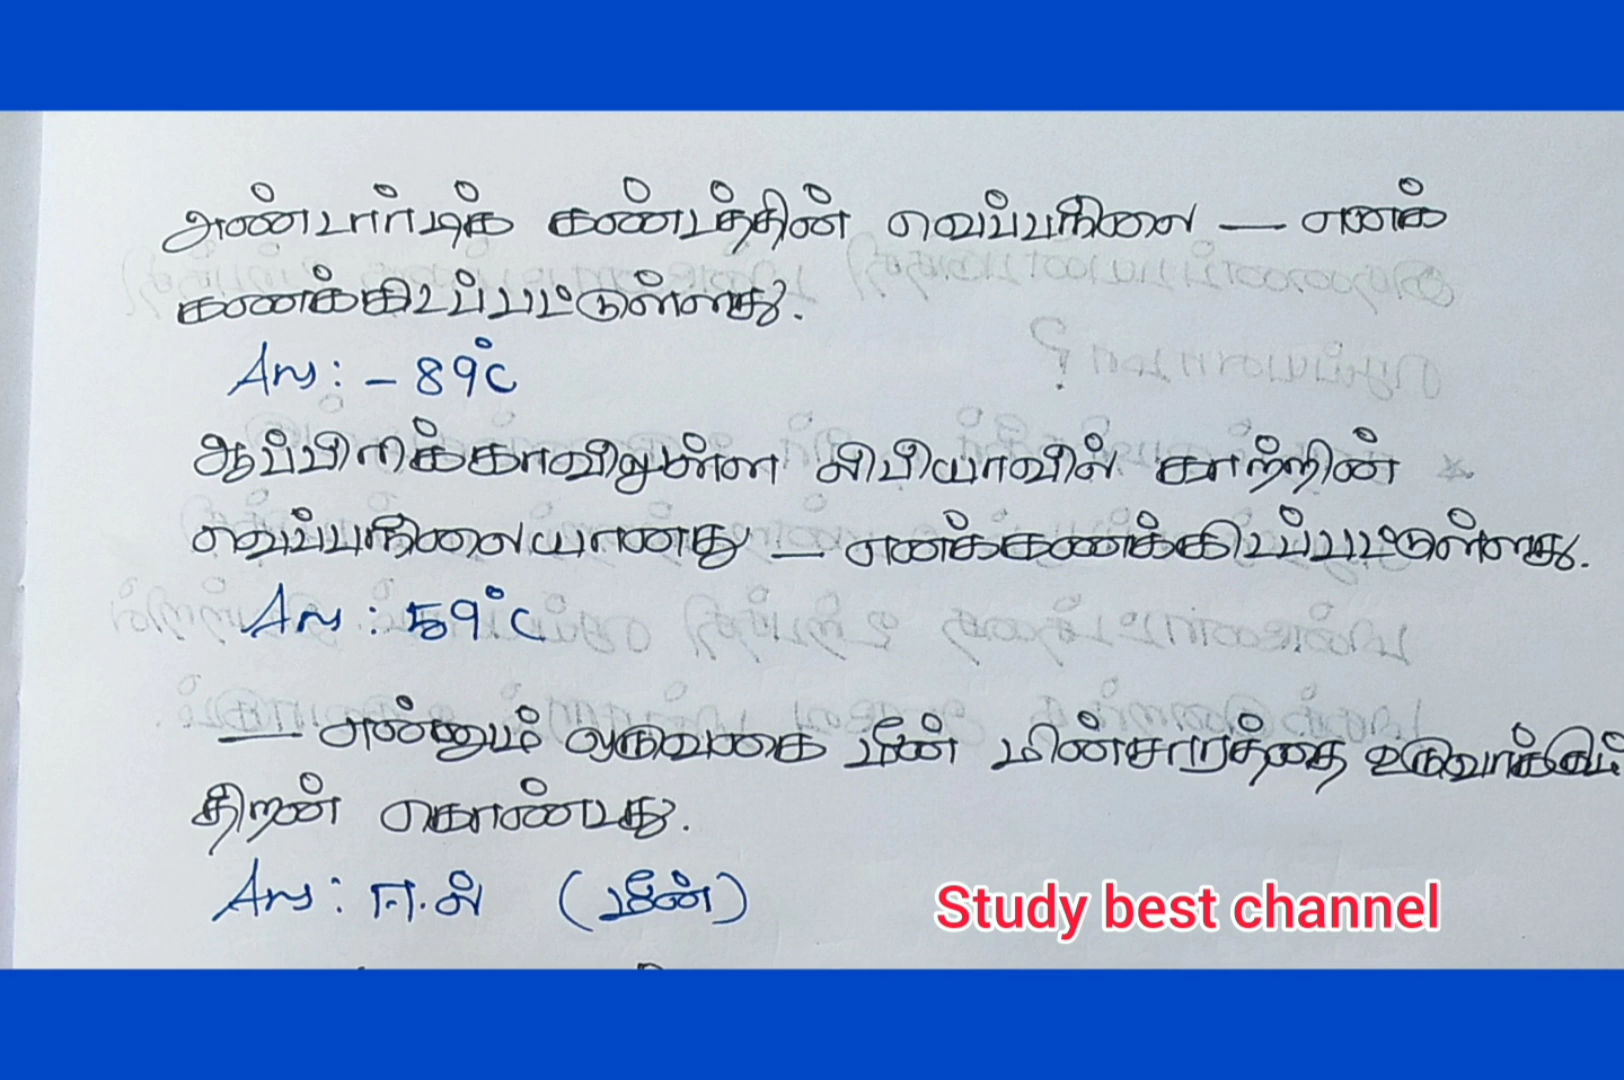 அண்டார்டிக் கண்டத்தின் வெப்பநிலை — எனக்
கணக்கிடப்பட்டுள்ளது.
Ans: - 89°c
ஆப்பிரிக்காவிலுள்ள லிபியாவில் காற்றின்
வெப்பநிலையானது — எனக்கணக்கிடப்பட்டுள்ளது.
Ans: 59°c
— என்னும் ஒருவகை மீன் மின்சாரத்தை உருவாக்கும்
திறன் கொண்டது.
Ans: ஈ.ல் (மீன்)
Study best channel